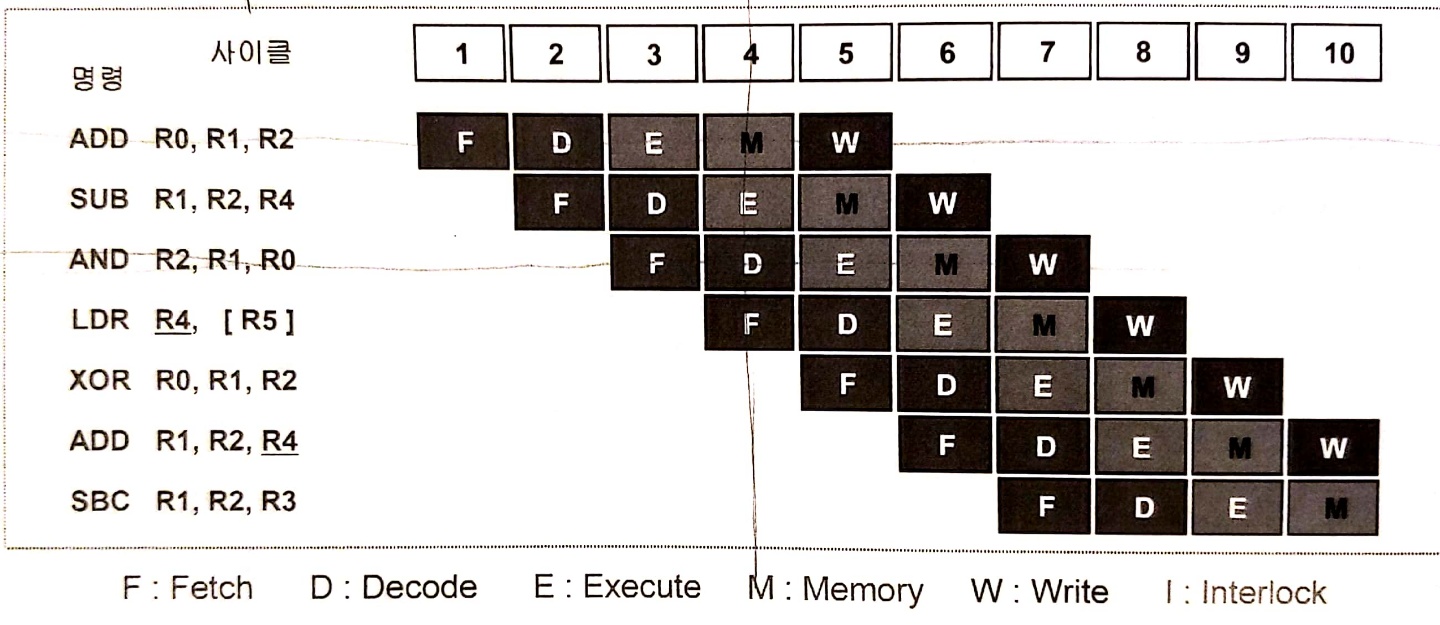 사이클 1 2 3 4 5 6 7 8 9 10
명령
ADD R0, R1, R2 F D E M W
SUB R1, R2, R4 F D E M W
AND R2, R1, R0 F D E M W
LDR R4, [ R5 ] F D E M W
XOR R0, R1, R2 F D E M W
ADD R1, R2, R4 F D E M W
SBC R1, R2, R3 F D E M
F : Fetch D : Decode E : Execute M : Memory W : Write I : Interlock